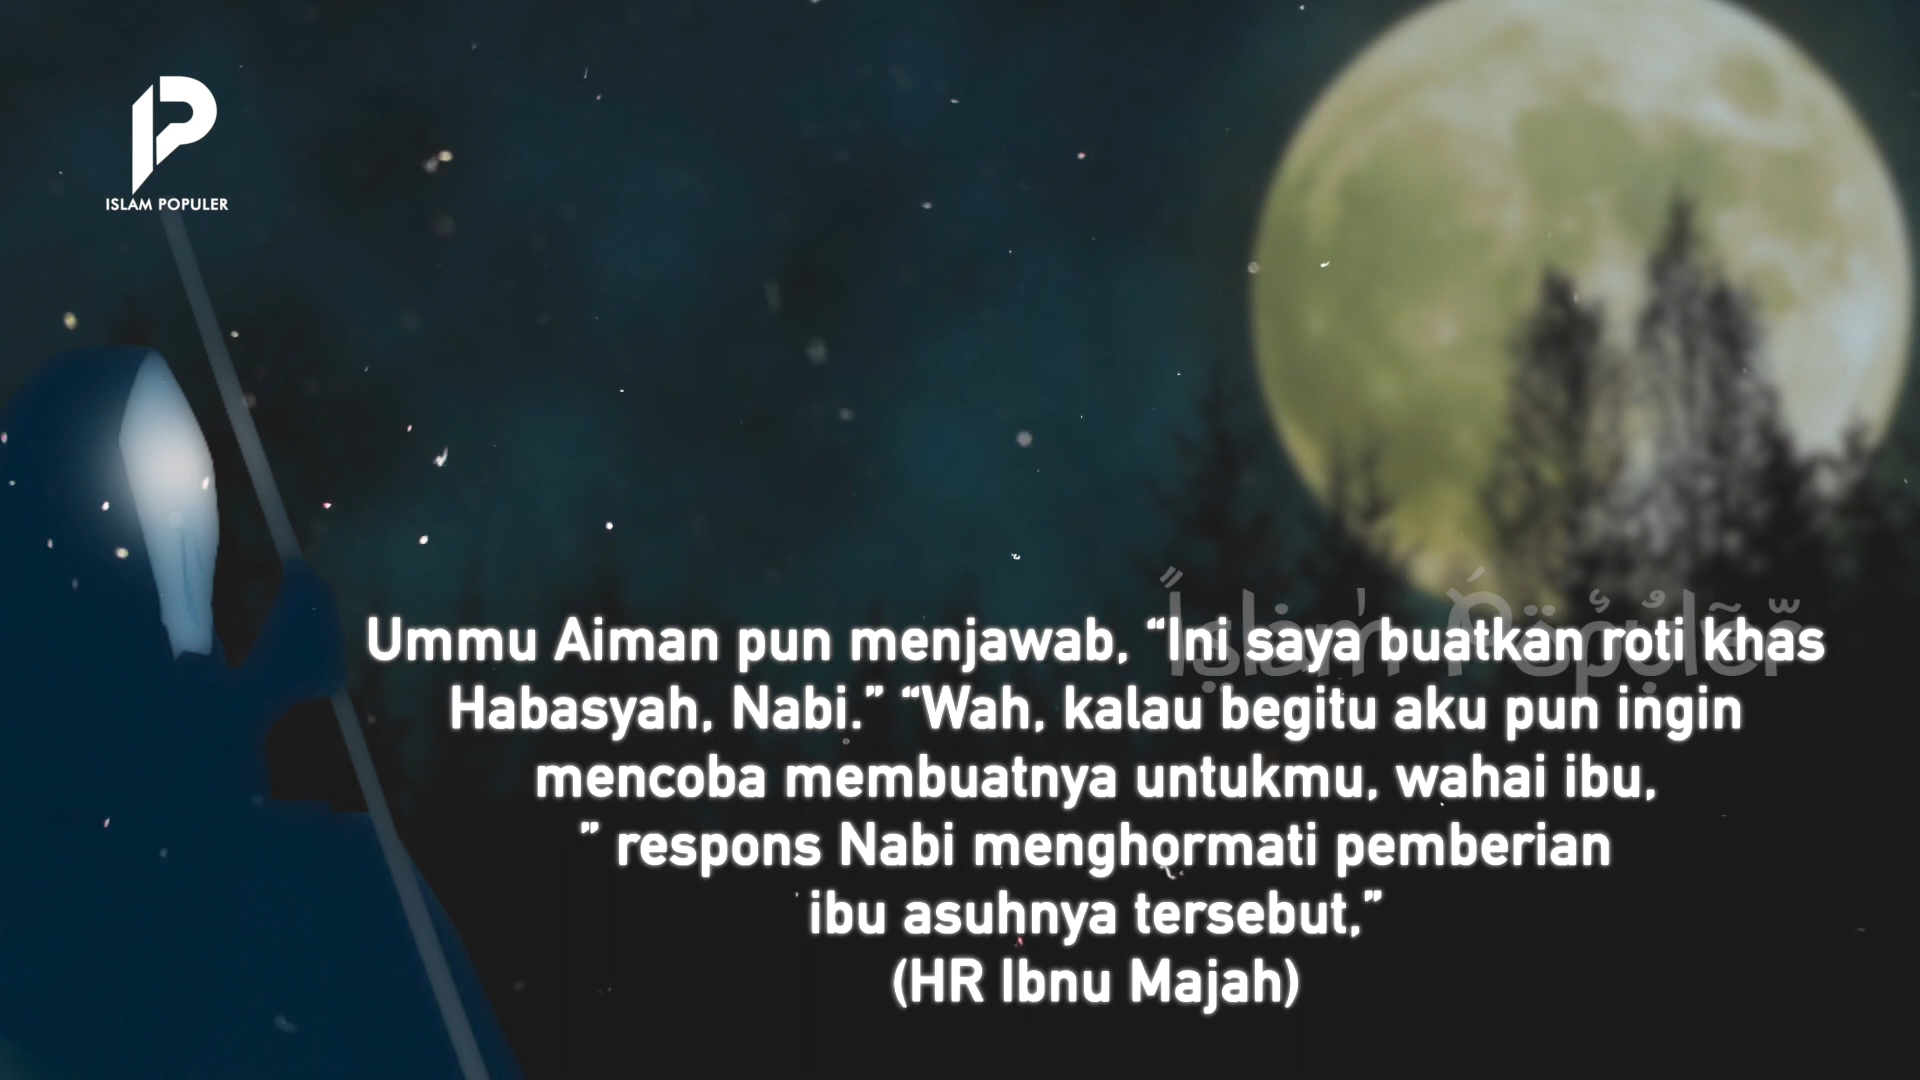 ISLAM POPULER
Ummu Aiman pun menjawab, “Ini saya buatkan roti khas
Habasyah, Nabi.” “Wah, kalau begitu aku pun ingin
mencoba membuatnya untukmu, wahai ibu,
” respons Nabi menghormati pemberian
ibu asuhnya tersebut,”
(HR Ibnu Majah)